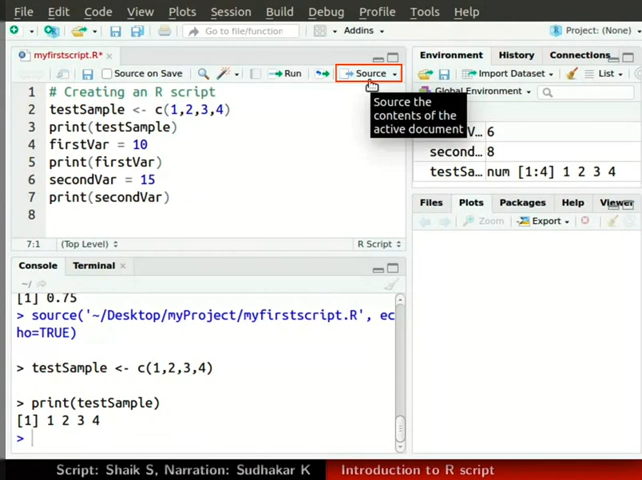 File Edit Code View Plots Session Build Debug Profile Tools Help
Go to file/function Addins Project: (None)
myfirstscript.R*
Source on Save Run Source
1 # Creating an R script
2 testSample <- c(1,2,3,4)
3 print(testSample)
4 firstVar = 10
5 print(firstVar)
6 secondVar = 15
7 print(secondVar)
8
7:1 (Top Level) R Script
Source the
contents of the
active document
Environment History Connections
Import Dataset List
Global Environment
V... 6
second... 8
testSa... num [1:4] 1 2 3 4
Files Plots Packages Help Viewer
Zoom Export
Console Terminal
~/
[1] 0.75
> source('~/Desktop/myProject/myfirstscript.R', ec
ho=TRUE)
> testSample <- c(1,2,3,4)
> print(testSample)
[1] 1 2 3 4
>
Script: Shaik S, Narration: Sudhakar K Introduction to R script